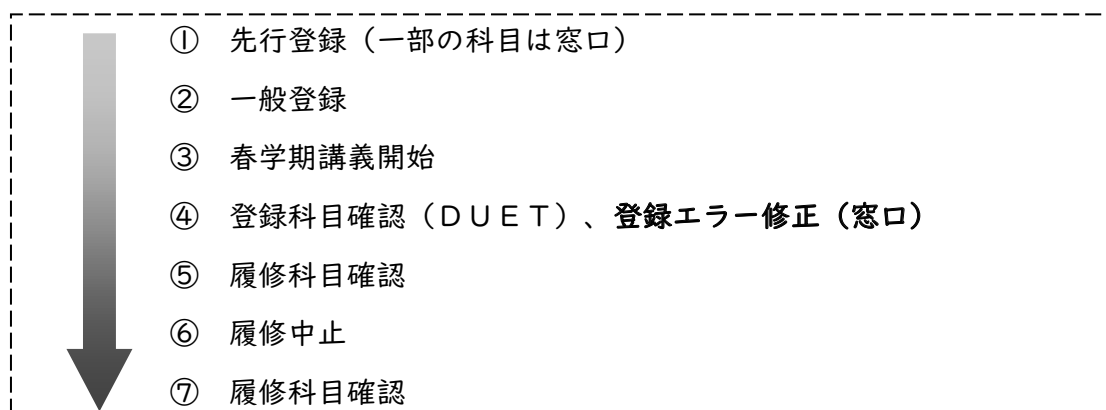 ① 先行登録（一部の科目は窓口）
② 一般登録
③ 春学期講義開始
④ 登録科目確認（ＤＵＥＴ）、登録エラー修正（窓口）
⑤ 履修科目確認
⑥ 履修中止
⑦ 履修科目確認